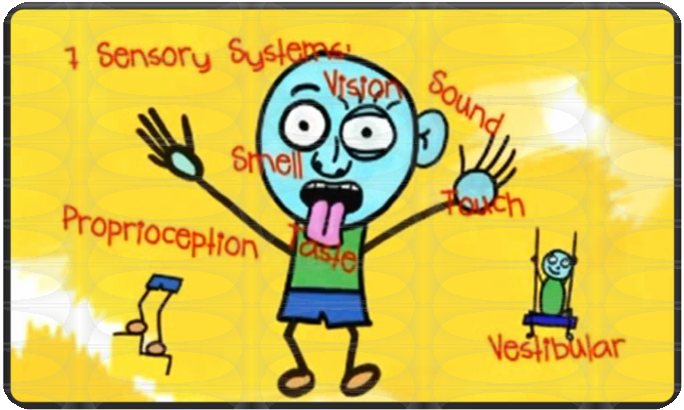 7 Sensory Systems:
Vision
Sound
Smell
Touch
Proprioception
Taste
Vestibular